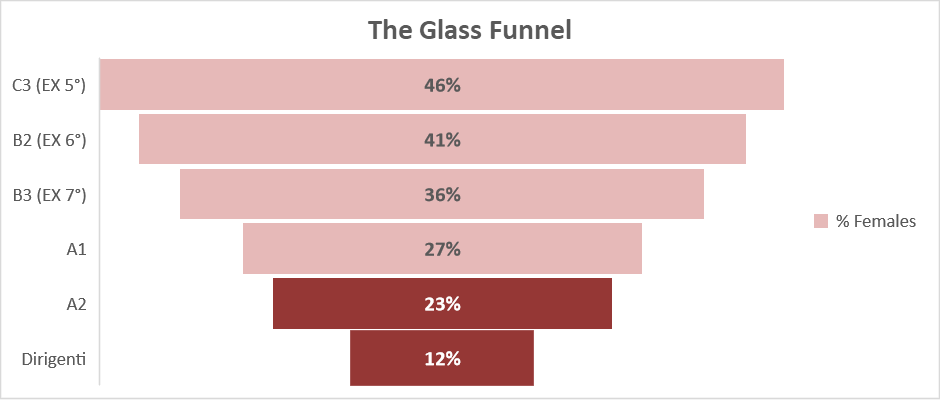 The Glass Funnel
C3 (EX 5°) 46%
B2 (EX 6°) 41%
B3 (EX 7°) 36%
% Females
A1 27%
A2 23%
Dirigenti 12%